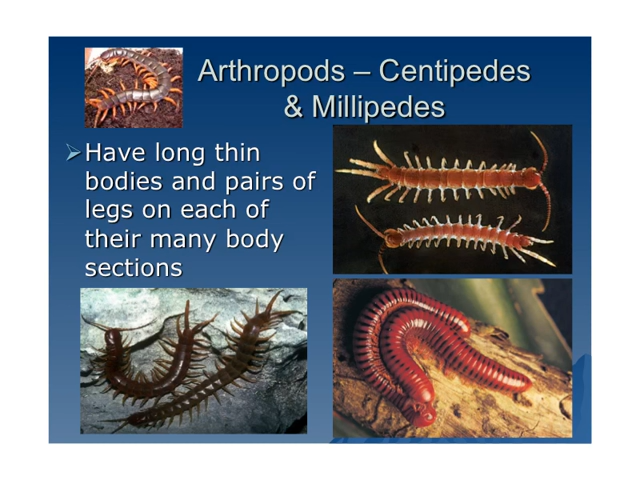 Arthropods – Centipedes
& Millipedes
Have long thin
bodies and pairs of
legs on each of
their many body
sections